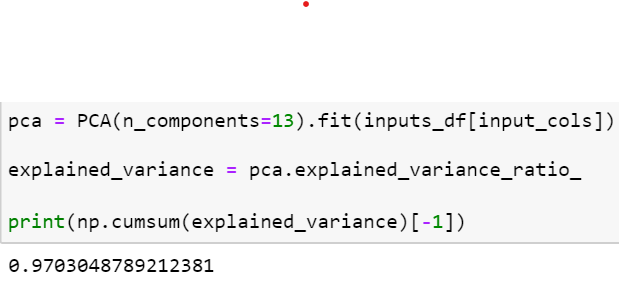 pca = PCA(n_components=13).fit(inputs_df[input_cols])
explained_variance = pca.explained_variance_ratio_
print(np.cumsum(explained_variance)[-1])
0.9703048789212381